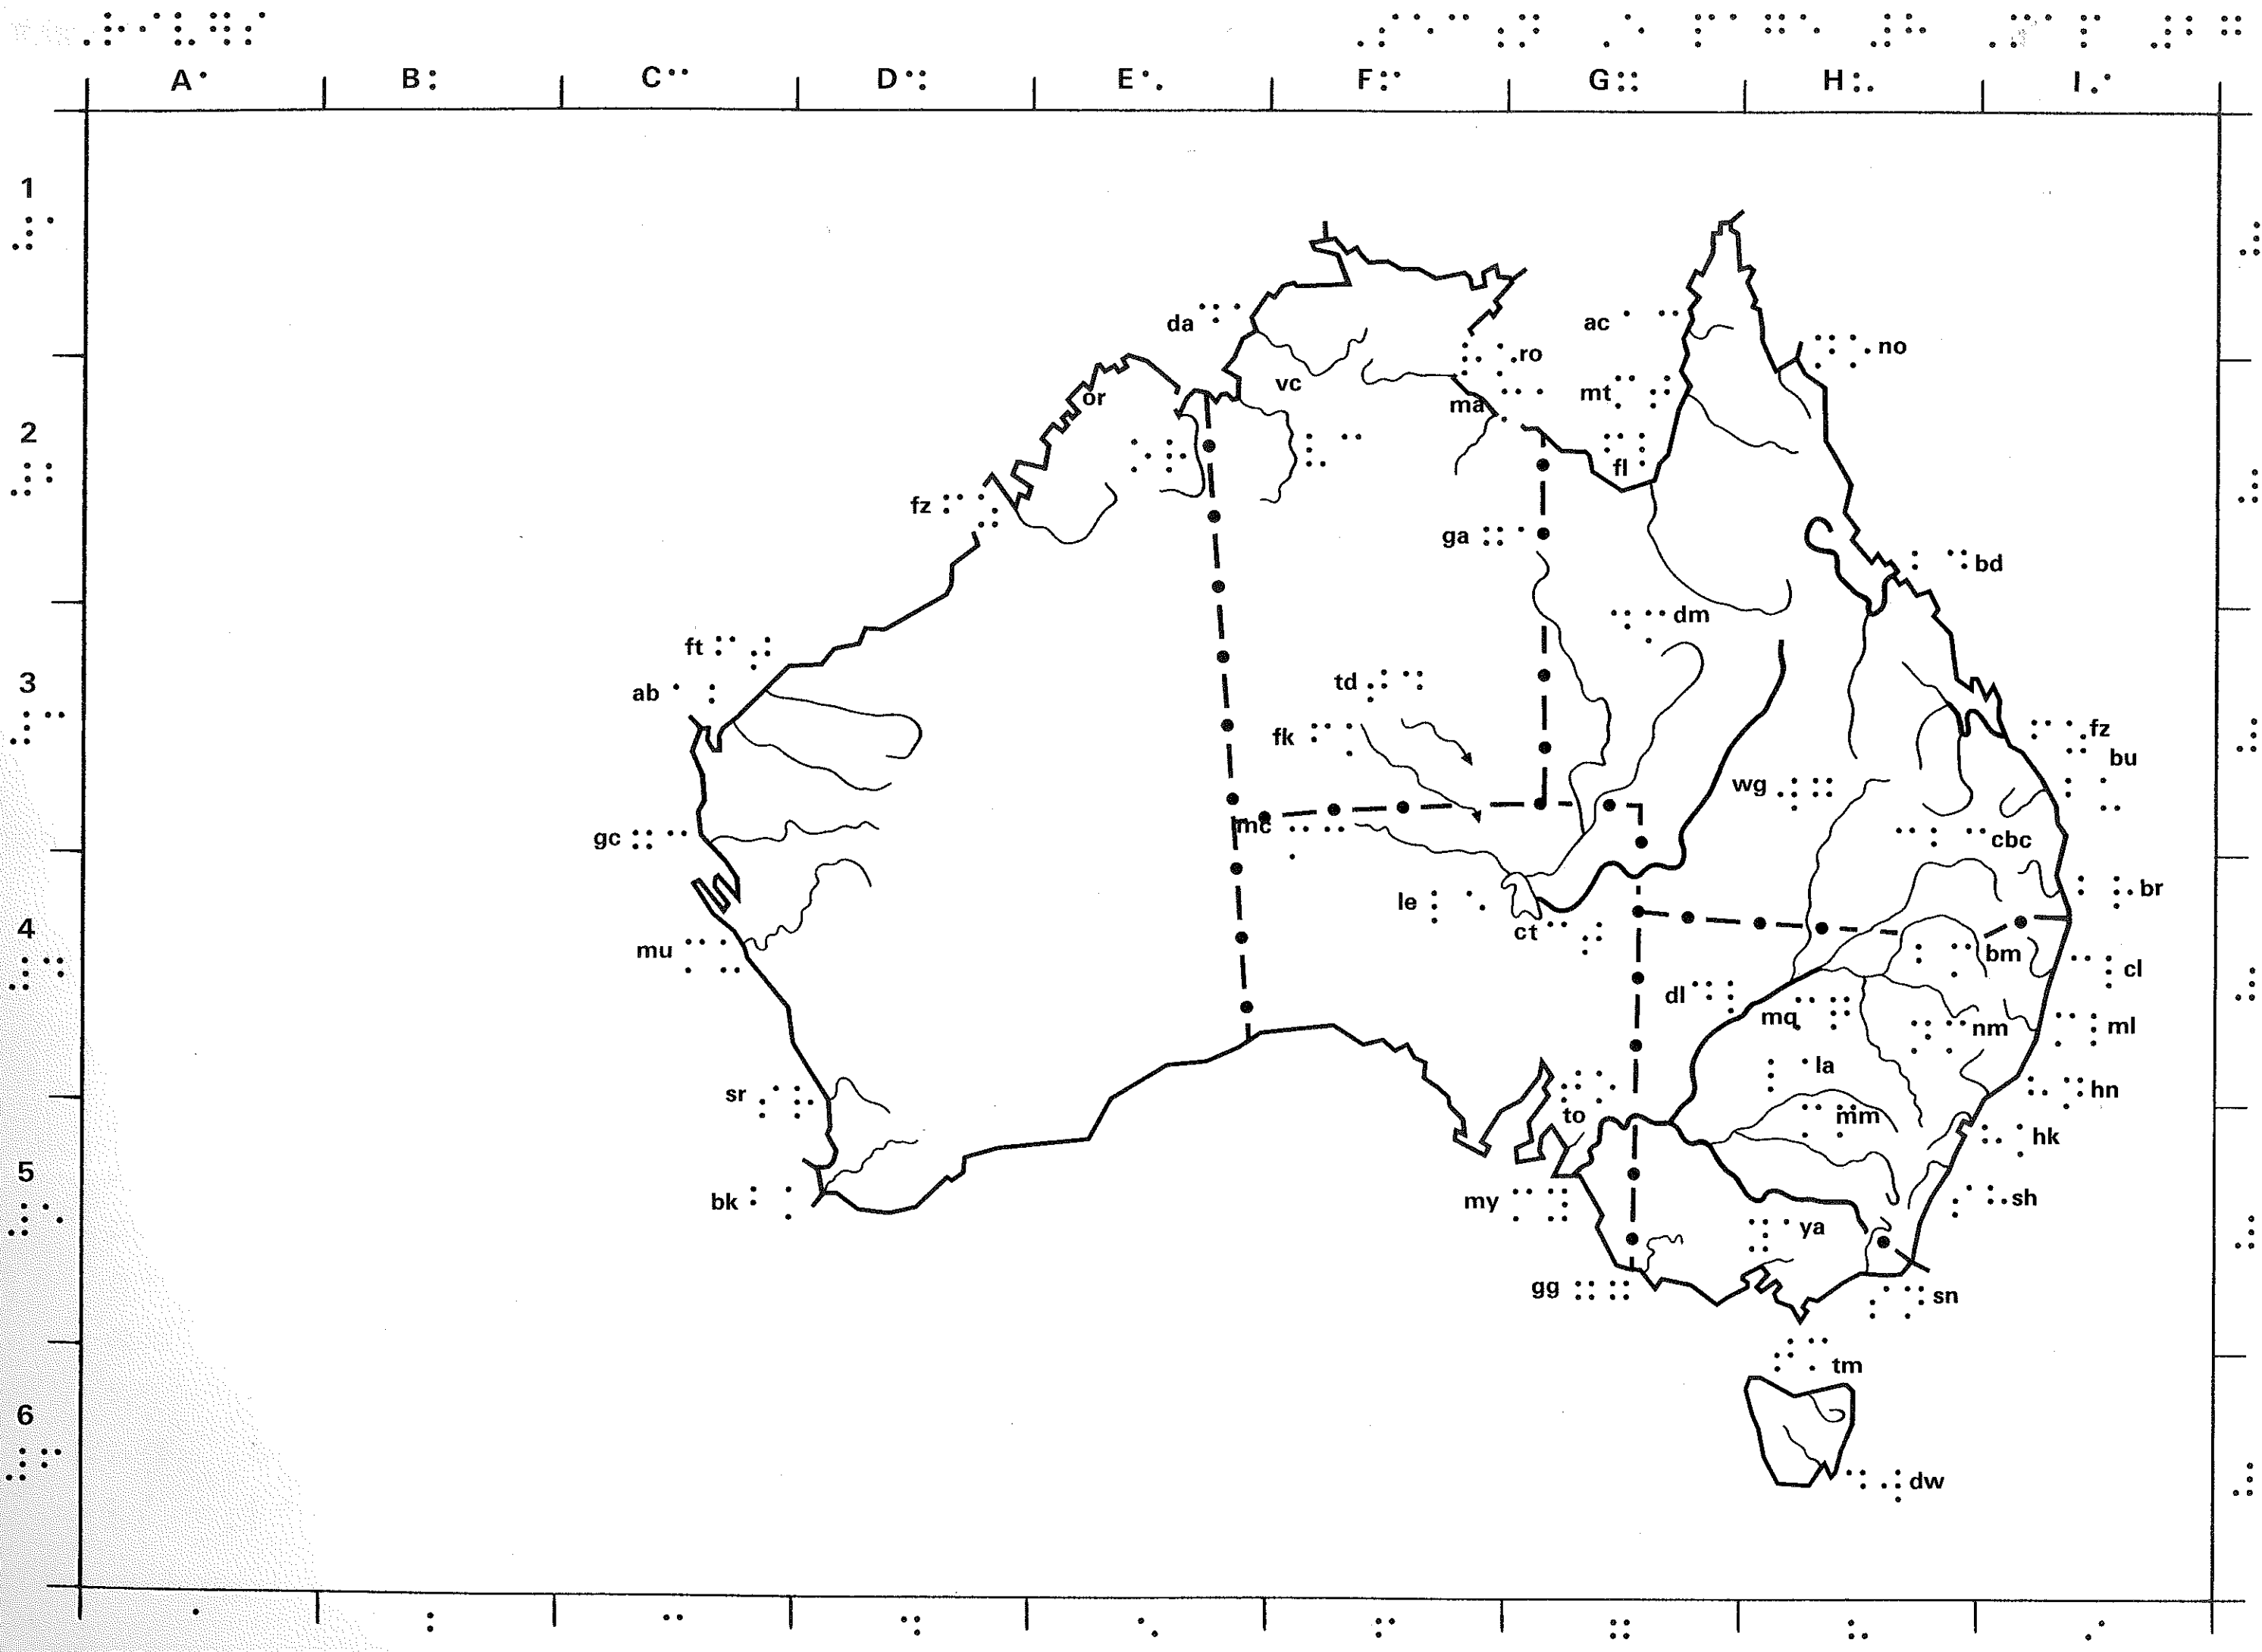 A B C D E F G H I
1
da
ac
ro
no
vc
mt
or
ma
2
fl
fz
ga
bd
dm
ft
td
3
ab
fz
fk
bu
wg
mc
gc
cbc
br
le
4
ct
mu
bm
cl
dl
mq
nm
ml
la
sr
hn
to
mm
hk
5
bk
my
sh
ya
gg
sn
tm
6
dw